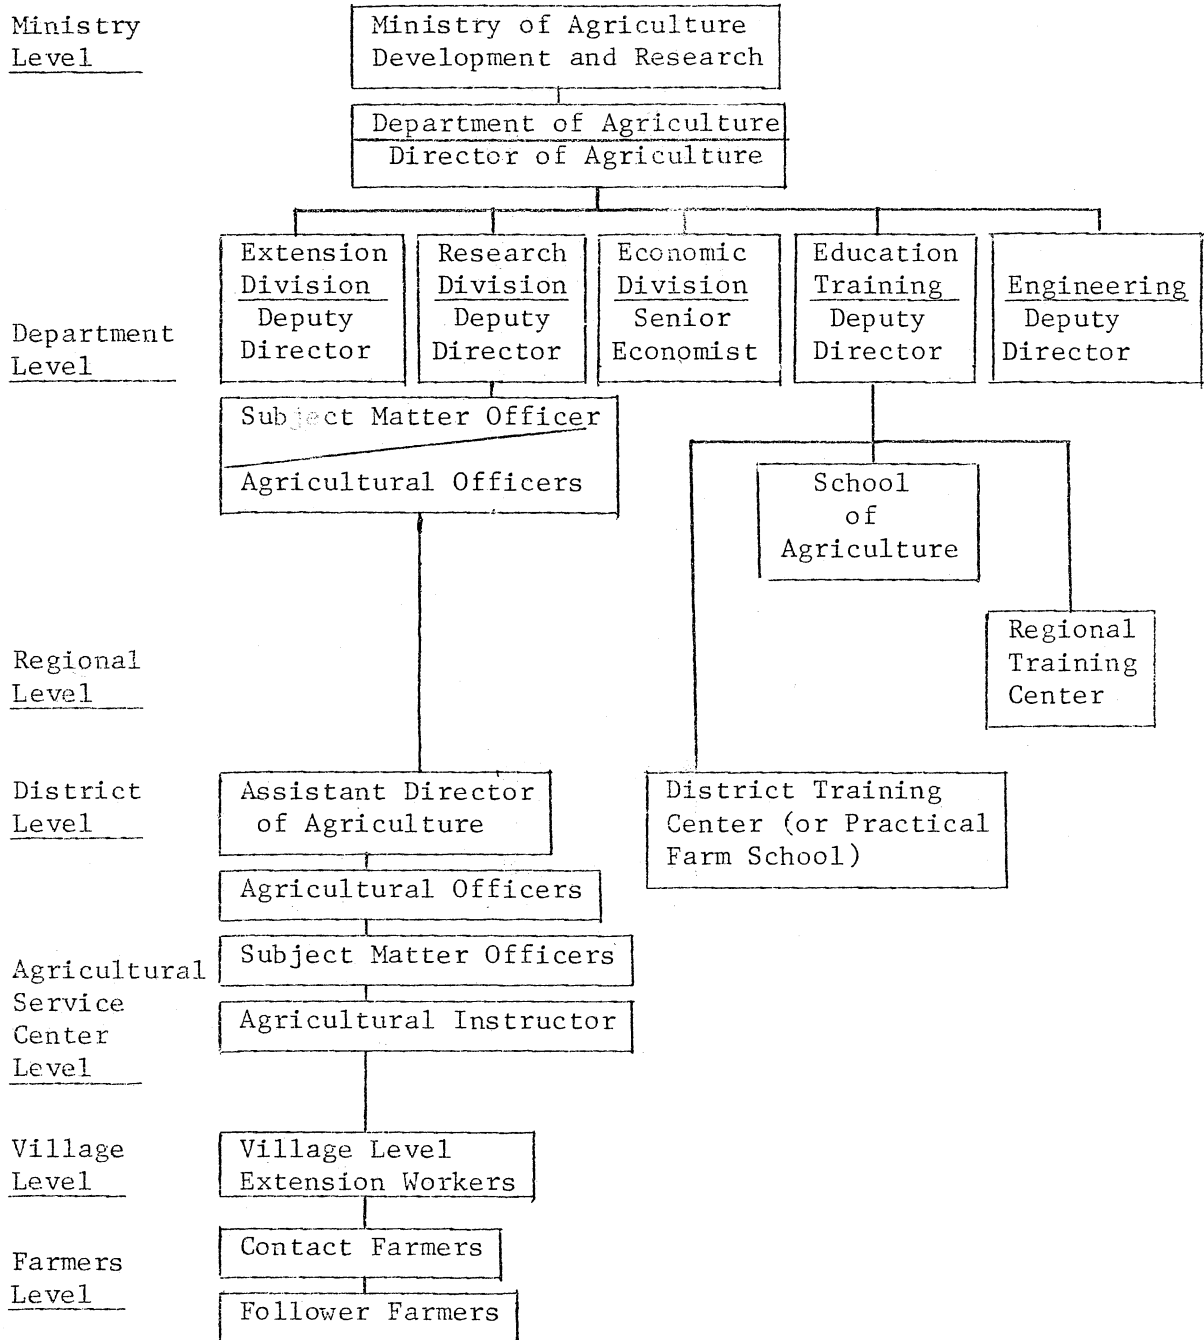 Ministry
Level
Ministry of Agriculture
Development and Research
Department of Agriculture
Director of Agriculture
Department
Level
Extension
Division
Deputy
Director
Research
Division
Deputy
Director
Economic
Division
Senior
Economist
Education
Training
Deputy
Director
Engineering
Deputy
Director
Subject Matter Officer
Agricultural Officers
School
of
Agriculture
Regional
Level
Regional
Training
Center
District
Level
Assistant Director
of Agriculture
District Training
Center (or Practical
Farm School)
Agricultural Officers
Agricultural
Service
Center
Level
Subject Matter Officers
Agricultural Instructor
Village
Level
Village Level
Extension Workers
Farmers
Level
Contact Farmers
Follower Farmers